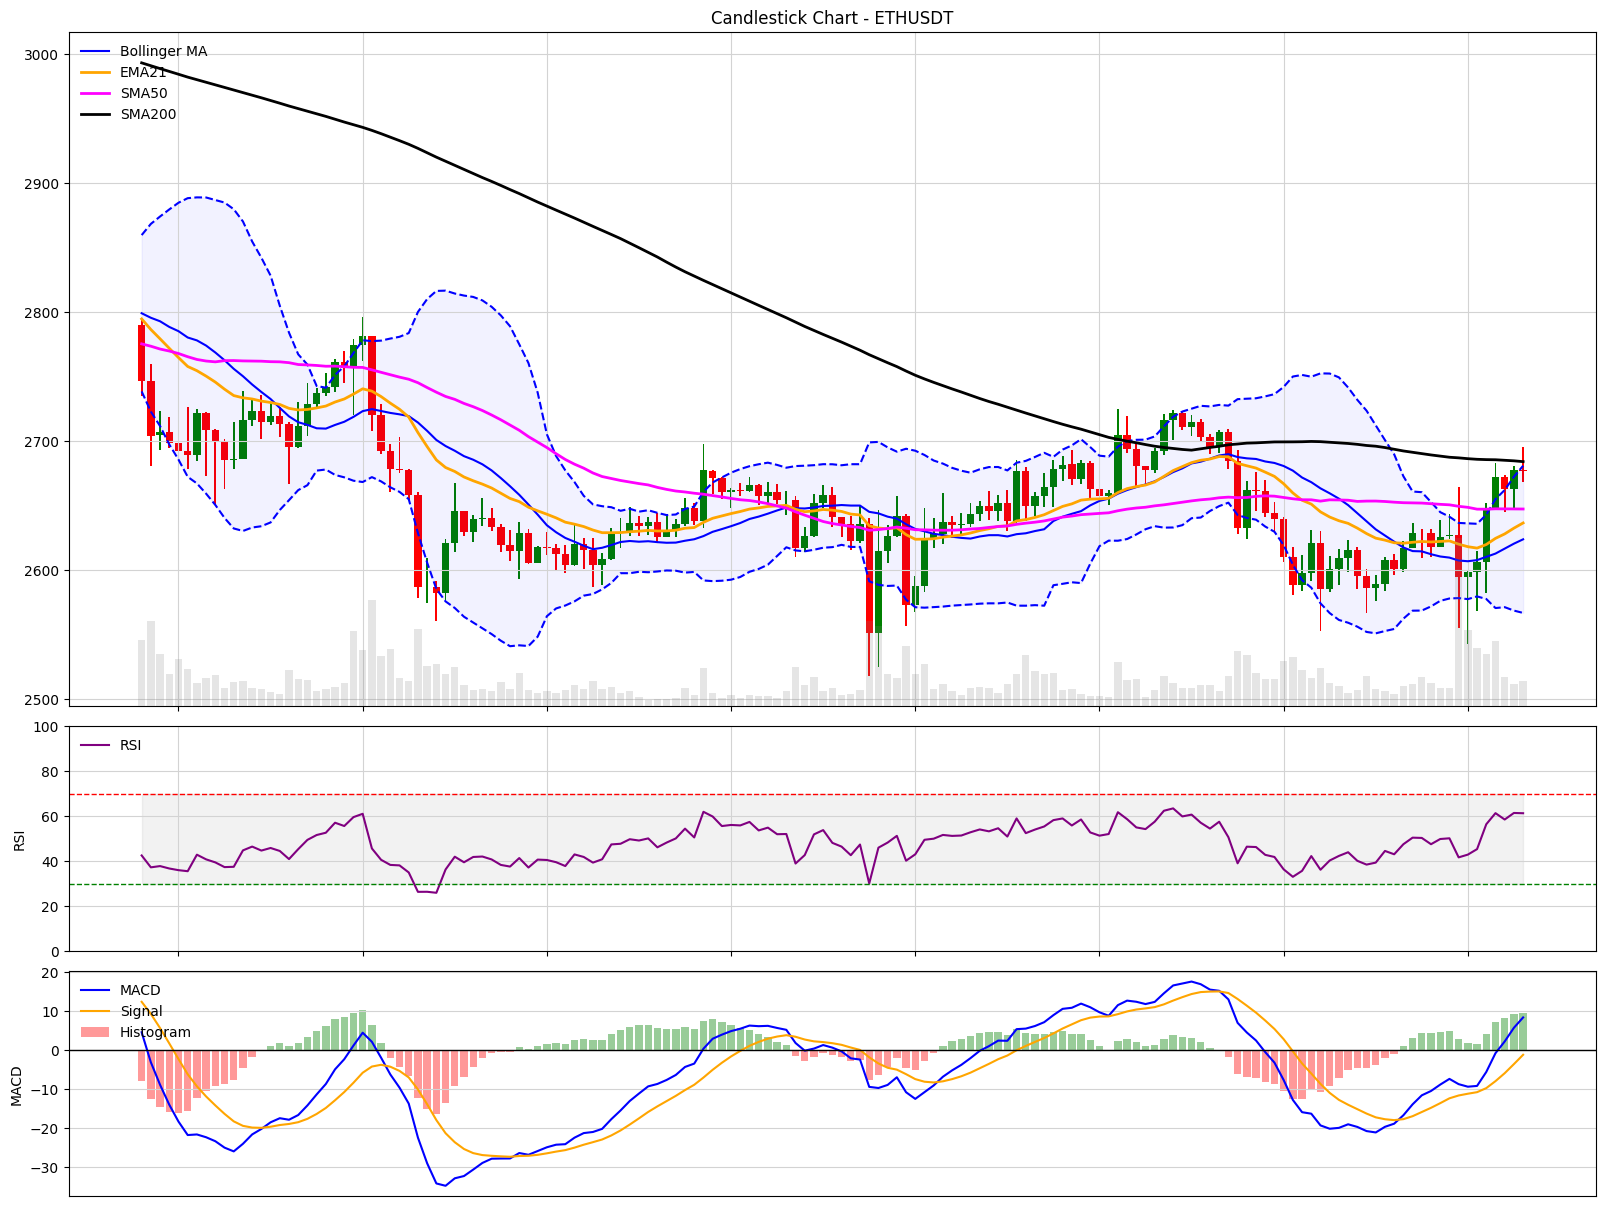 Candlestick Chart - ETHUSDT
Bollinger MA
EMA21
SMA50
SMA200
3000
2900
2800
2700
2600
2500
RSI
RSI
100
80
60
40
20
0
MACD
Signal
Histogram
MACD
20
10
0
−10
−20
−30